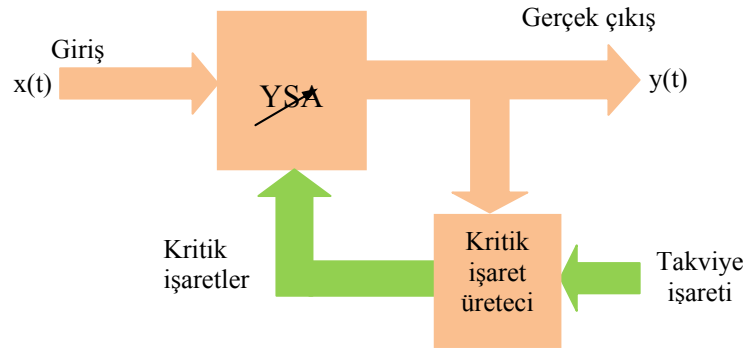 Gerçek çıkış
Giriş
x(t)
YSA
y(t)
Kritik
işaretler
Kritik
işaret
üreteci
Takviye
işareti